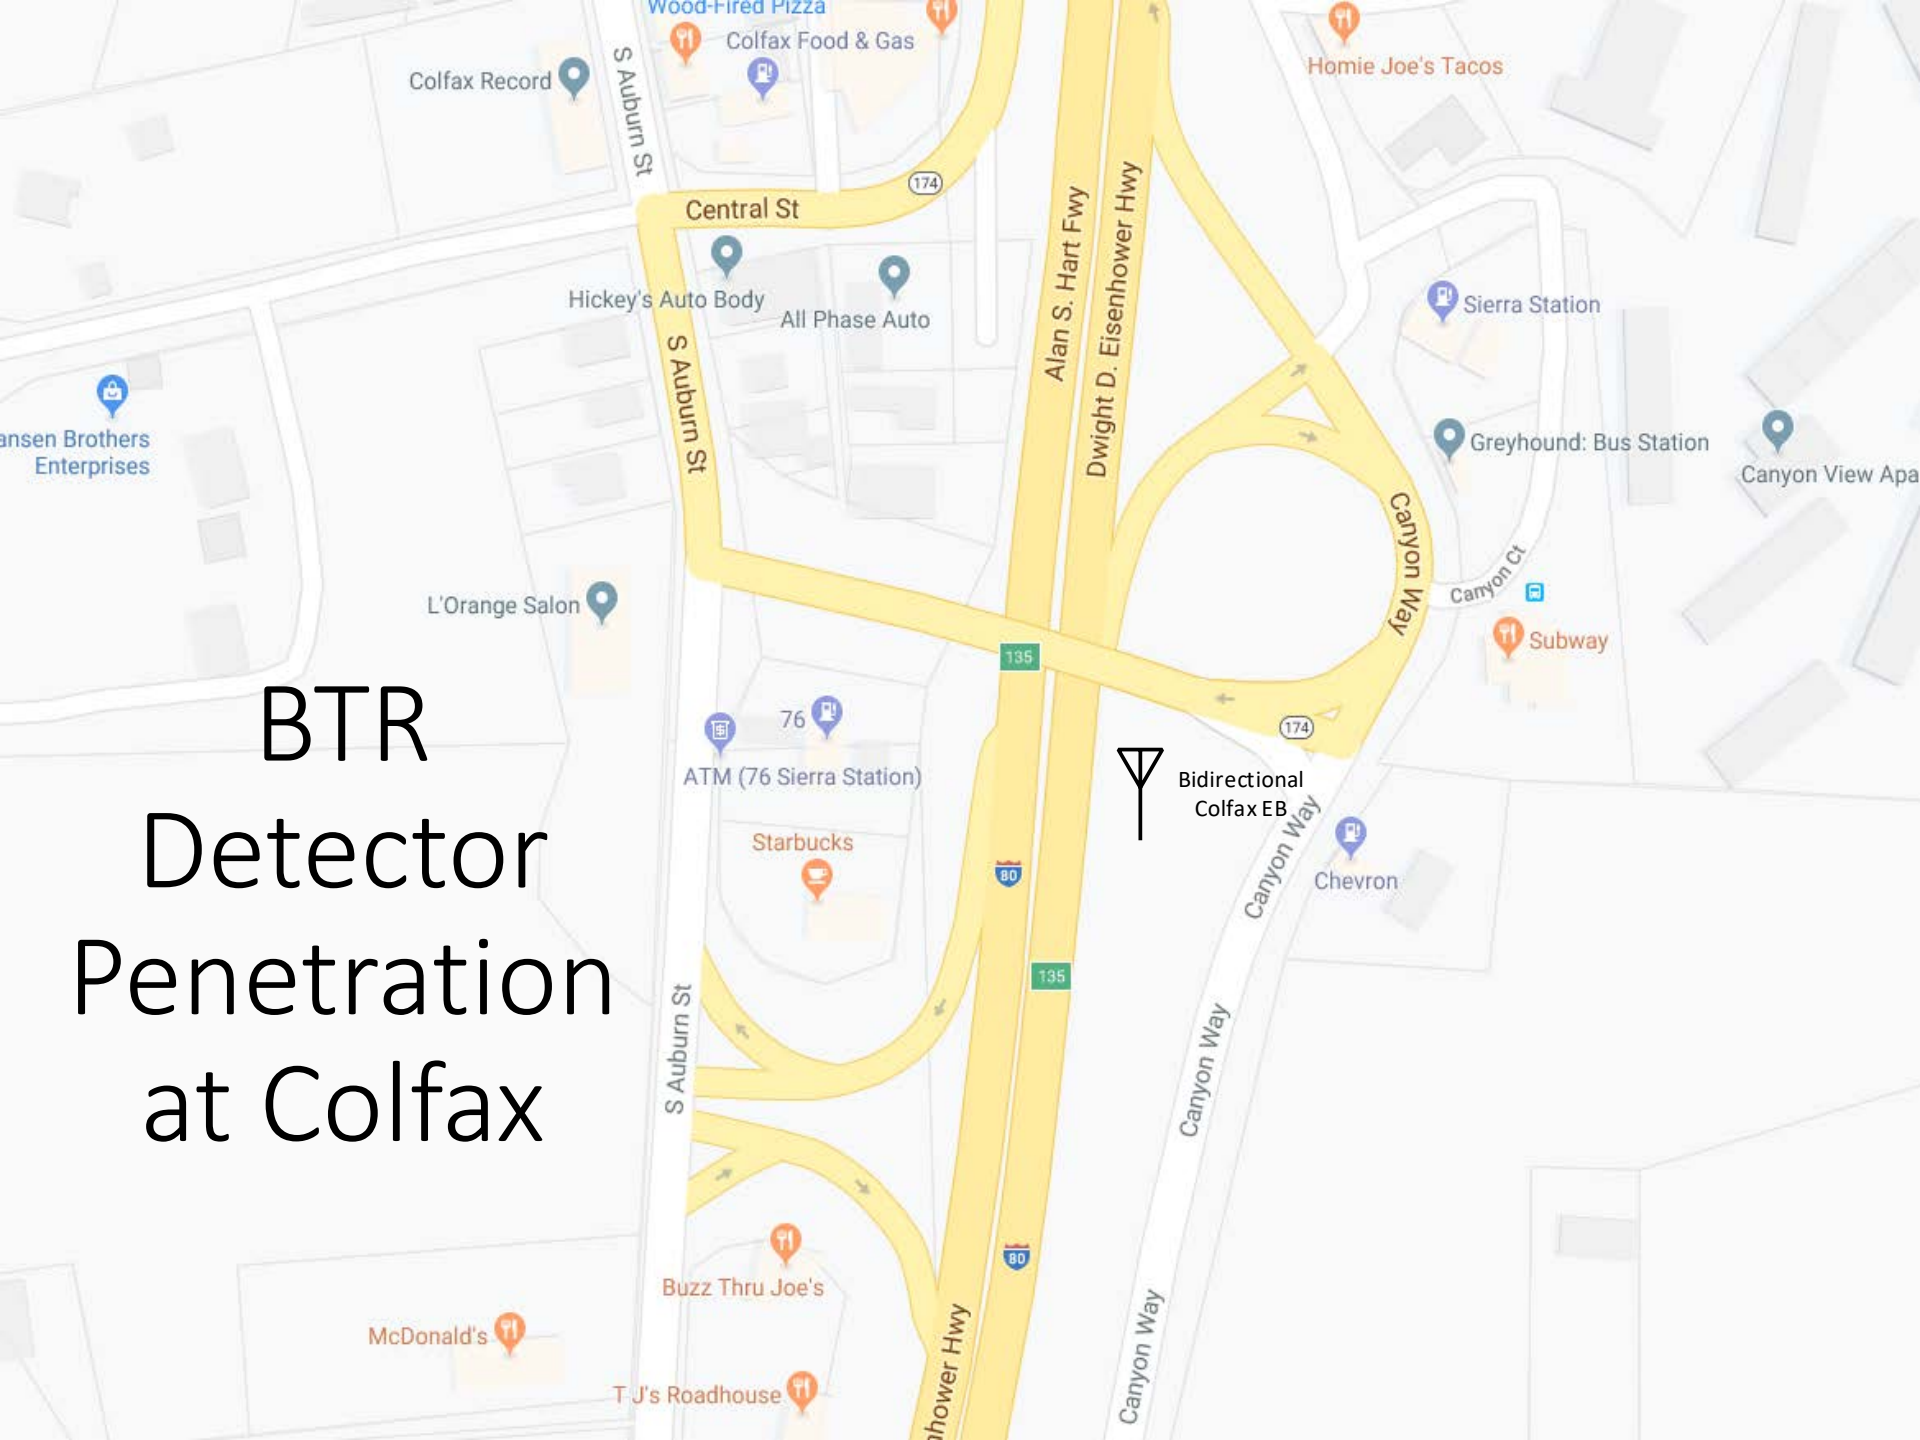 Wood-Fired Pizza
Colfax Food & Gas
Colfax Record
S Auburn St
Homie Joe's Tacos
174
Central St
Hickey's Auto Body
All Phase Auto
Alan S. Hart Fwy
Dwight D. Eisenhower Hwy
Sierra Station
S Auburn St
ansen Brothers
Enterprises
Greyhound: Bus Station
Canyon View Apa
Canyon Way
Canyon Ct
L'Orange Salon
Subway
135
174
76
ATM (76 Sierra Station)
Bidirectional
Colfax EB
Canyon Way
Starbucks
80
Chevron
BTR
Detector
Penetration
at Colfax
135
S Auburn St
Canyon Way
80
Buzz Thru Joe's
McDonald's
T J's Roadhouse
nhower Hwy
Canyon Way